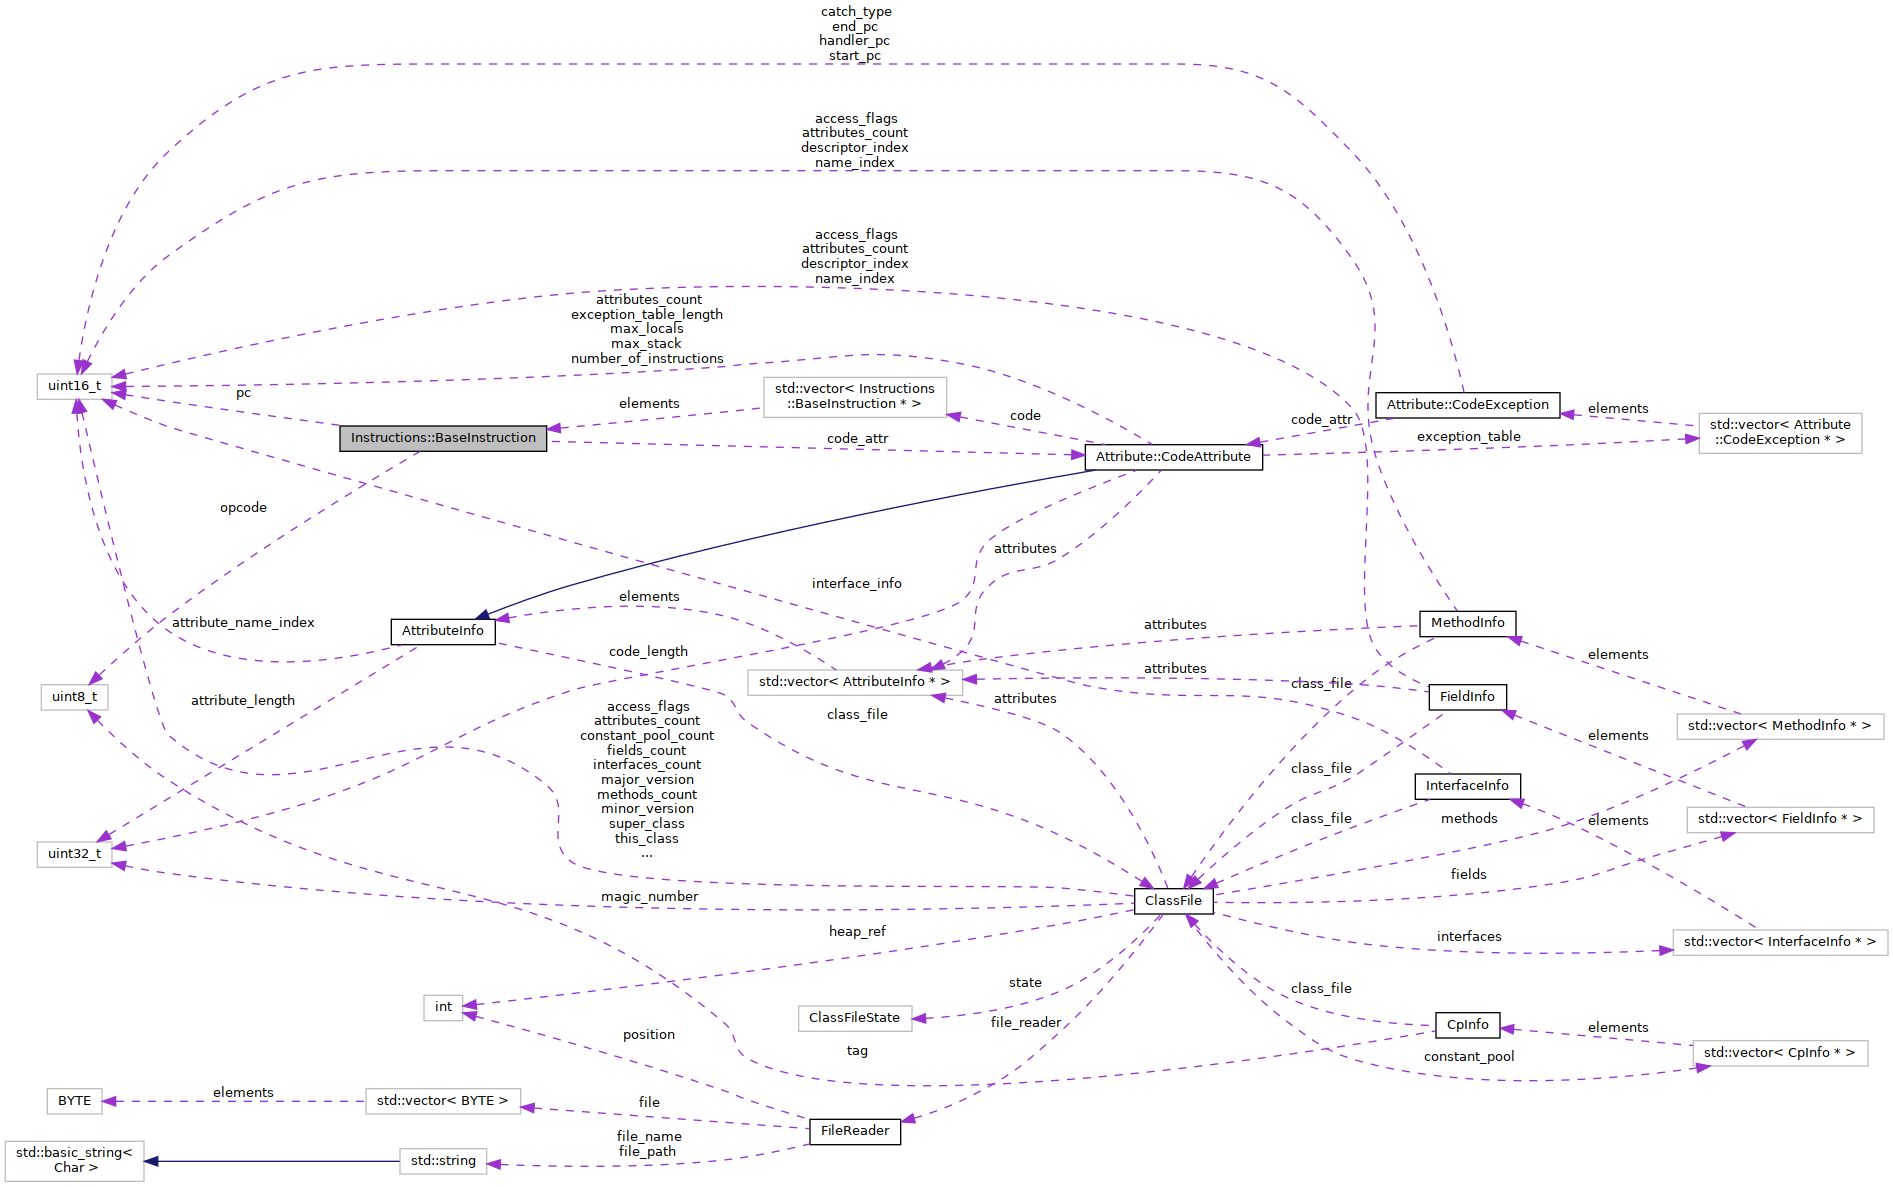 catch_type
end_pc
handler_pc
start_pc
access_flags
attributes_count
descriptor_index
name_index
access_flags
attributes_count
descriptor_index
name_index
attributes_count
exception_table_length
max_locals
max_stack
number_of_instructions
uint16_t
pc
Instructions::BaseInstruction
elements
std::vector< Instructions
::BaseInstruction * >
code
code_attr
Attribute::CodeAttribute
code_attr
Attribute::CodeException
exception_table
elements
std::vector< Attribute
::CodeException * >
opcode
attributes
interface_info
elements
attribute_name_index
AttributeInfo
code_length
attributes
MethodInfo
elements
attributes
std::vector< AttributeInfo * >
class_file
FieldInfo
uint8_t
attribute_length
attributes
class_file
std::vector< MethodInfo * >
elements
access_flags
attributes_count
constant_pool_count
fields_count
interfaces_count
major_version
methods_count
minor_version
super_class
this_class
...
class_file
InterfaceInfo
class_file
methods
elements
std::vector< FieldInfo * >
uint32_t
fields
magic_number
ClassFile
heap_ref
interfaces
std::vector< InterfaceInfo * >
state
class_file
int
ClassFileState
file_reader
CpInfo
elements
position
tag
constant_pool
std::vector< CpInfo * >
BYTE
elements
std::vector< BYTE >
file
FileReader
file_name
file_path
std::basic_string<
Char >
std::string